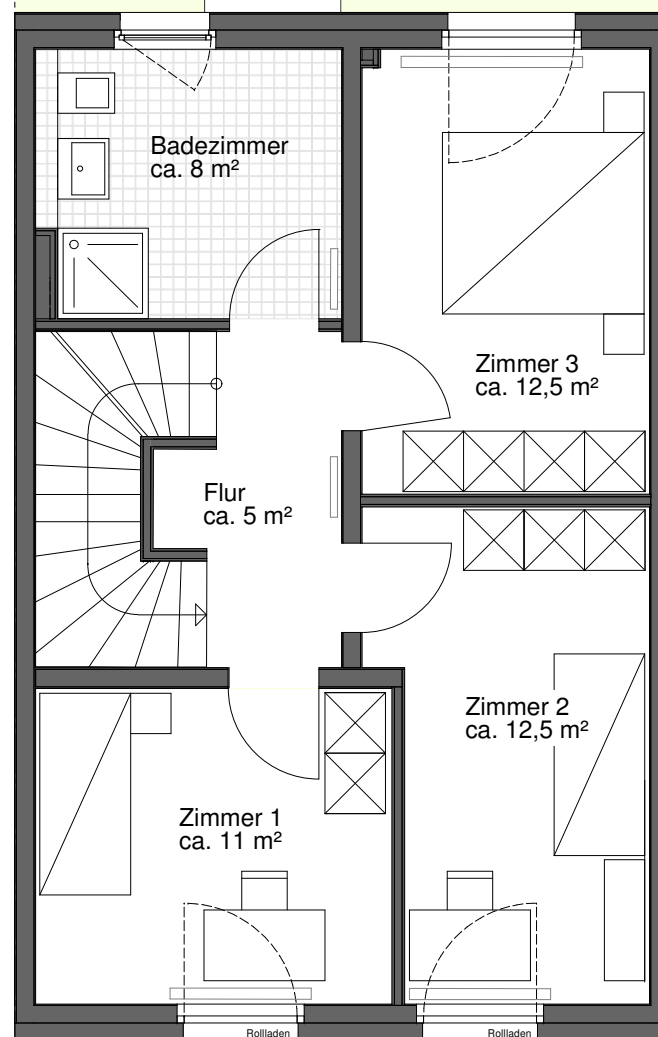 Badezimmer
ca. 8 m²
Zimmer 3
ca. 12,5 m²
Flur
ca. 5 m²
Zimmer 2
ca. 12,5 m²
Zimmer 1
ca. 11 m²
Rollladen
Rollladen